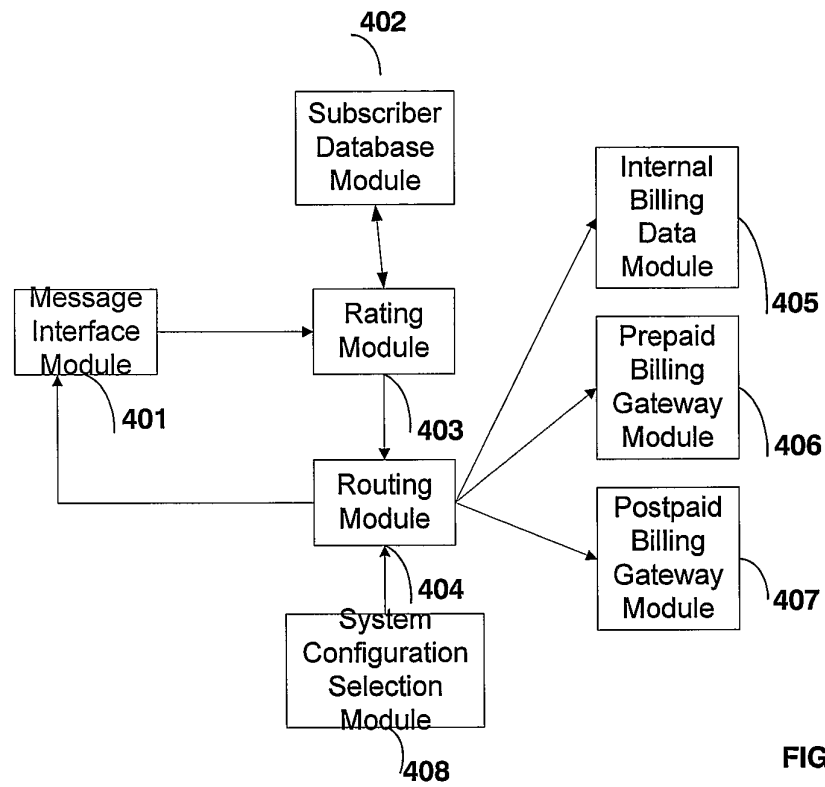 402
Subscriber
Database
Module
Internal
Billing
Data
Module
405
Message
Interface
Module
401
Rating
Module
403
Prepaid
Billing
Gateway
Module
406
Routing
Module
404
Postpaid
Billing
Gateway
Module
407
System
Configuration
Selection
Module
408
FIG